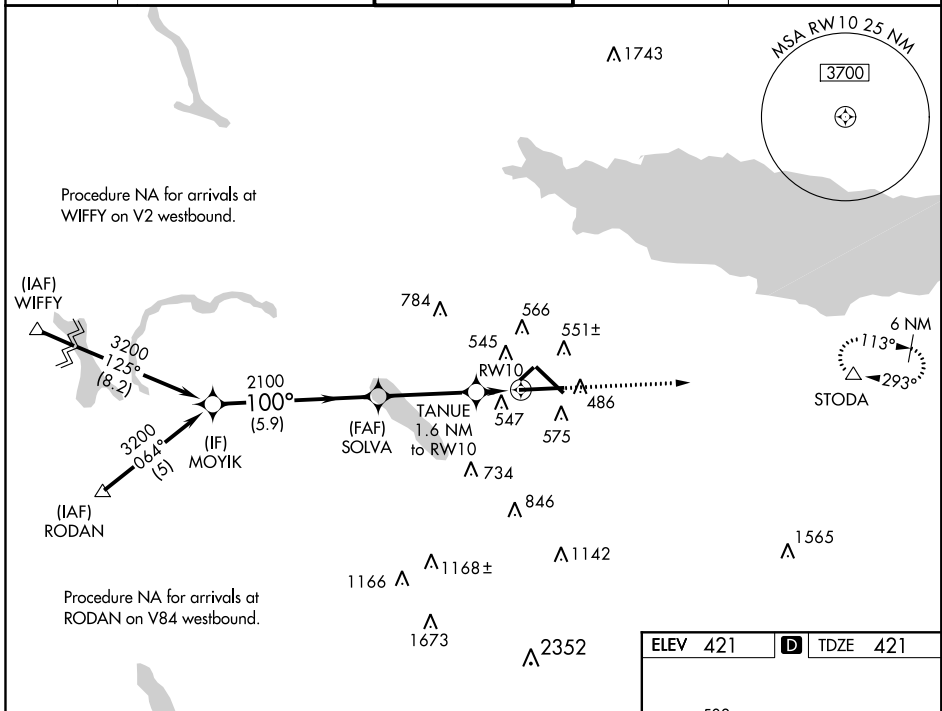 1743
MSA RW10 25 NM
3700
Procedure NA for arrivals at
WIFFY on V2 westbound.
(IAF)
WIFFY
3200
125°
(8.2)
784
566
545
551±
RW10
6 NM
113°
293°
STODA
2100
100°
(5.9)
486
547
575
TANUE
1.6 NM
to RW10
(FAF)
SOLVA
(IF)
MOYIK
3200
064°
(5)
(IAF)
RODAN
734
846
1565
1142
1168±
1166
Procedure NA for arrivals at
RODAN on V84 westbound.
1673
2352
ELEV 421 D TDZE 421